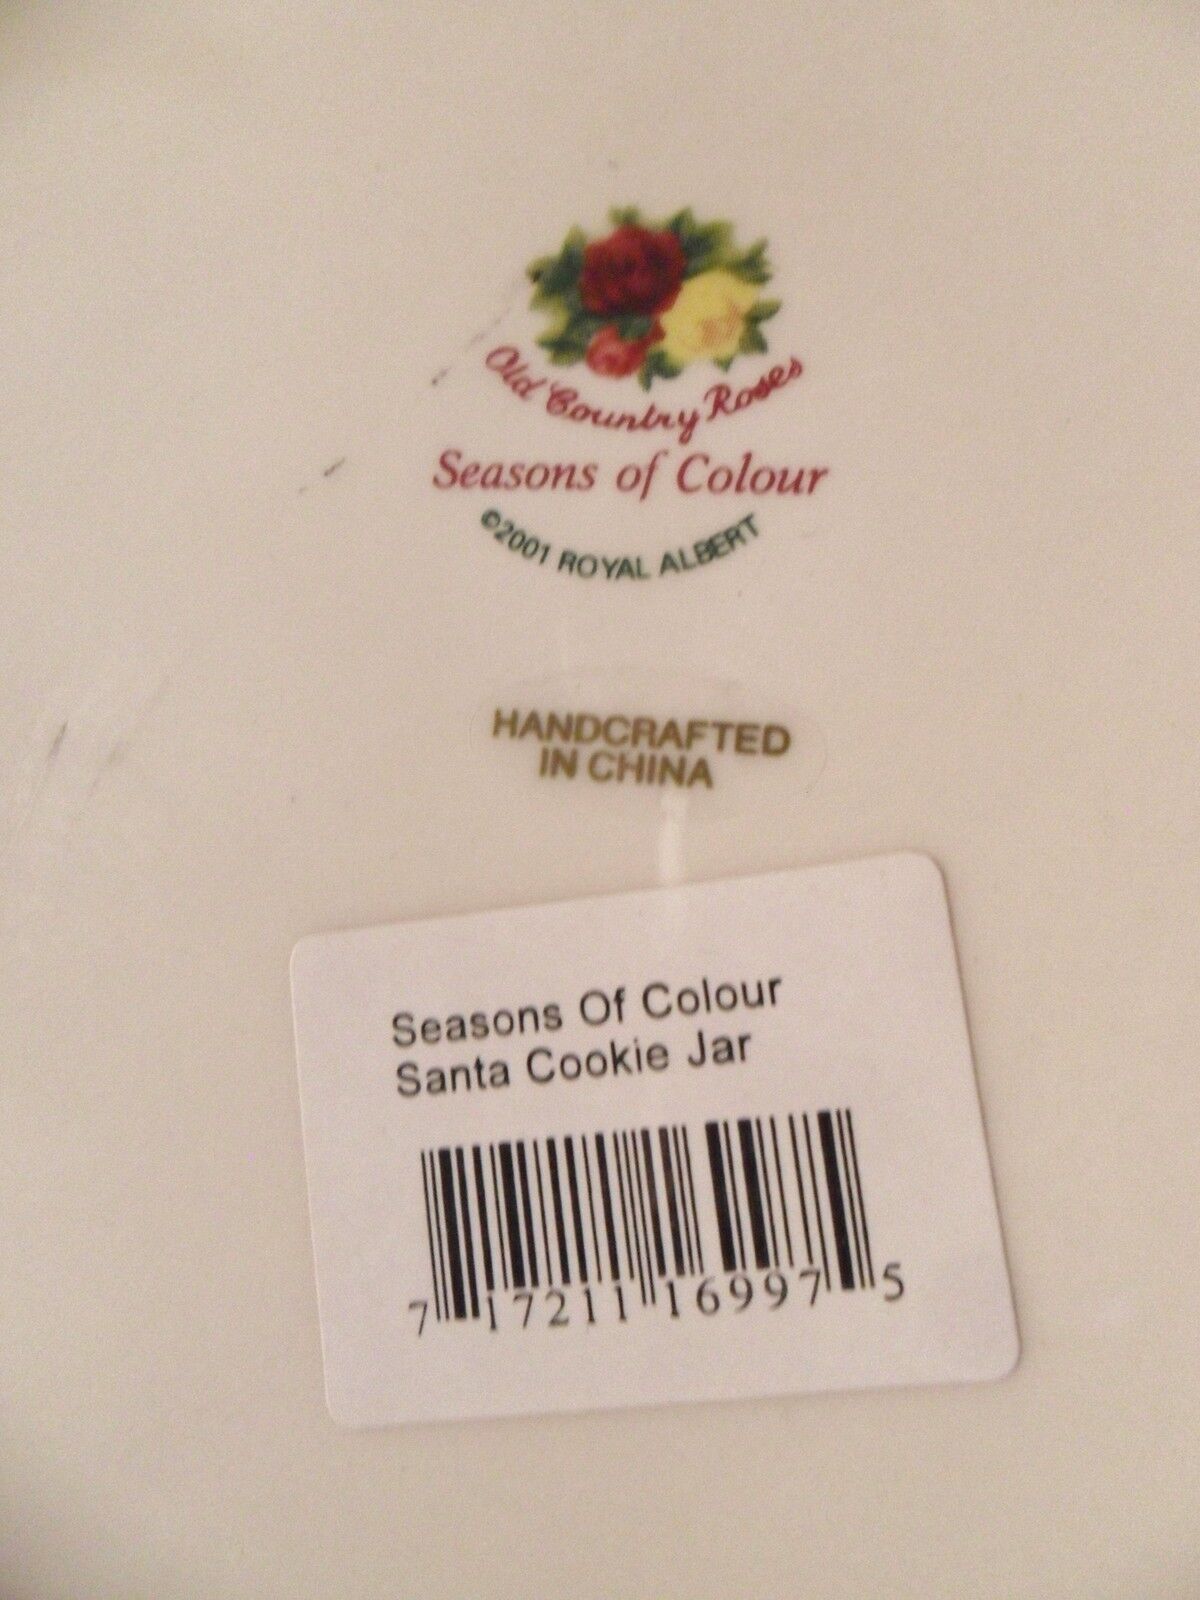 Old Country Roses
Seasons of Colour
©2001 ROYAL ALBERT
HANDCRAFTED
IN CHINA
Seasons Of Colour
Santa Cookie Jar
7 17211 16997 5